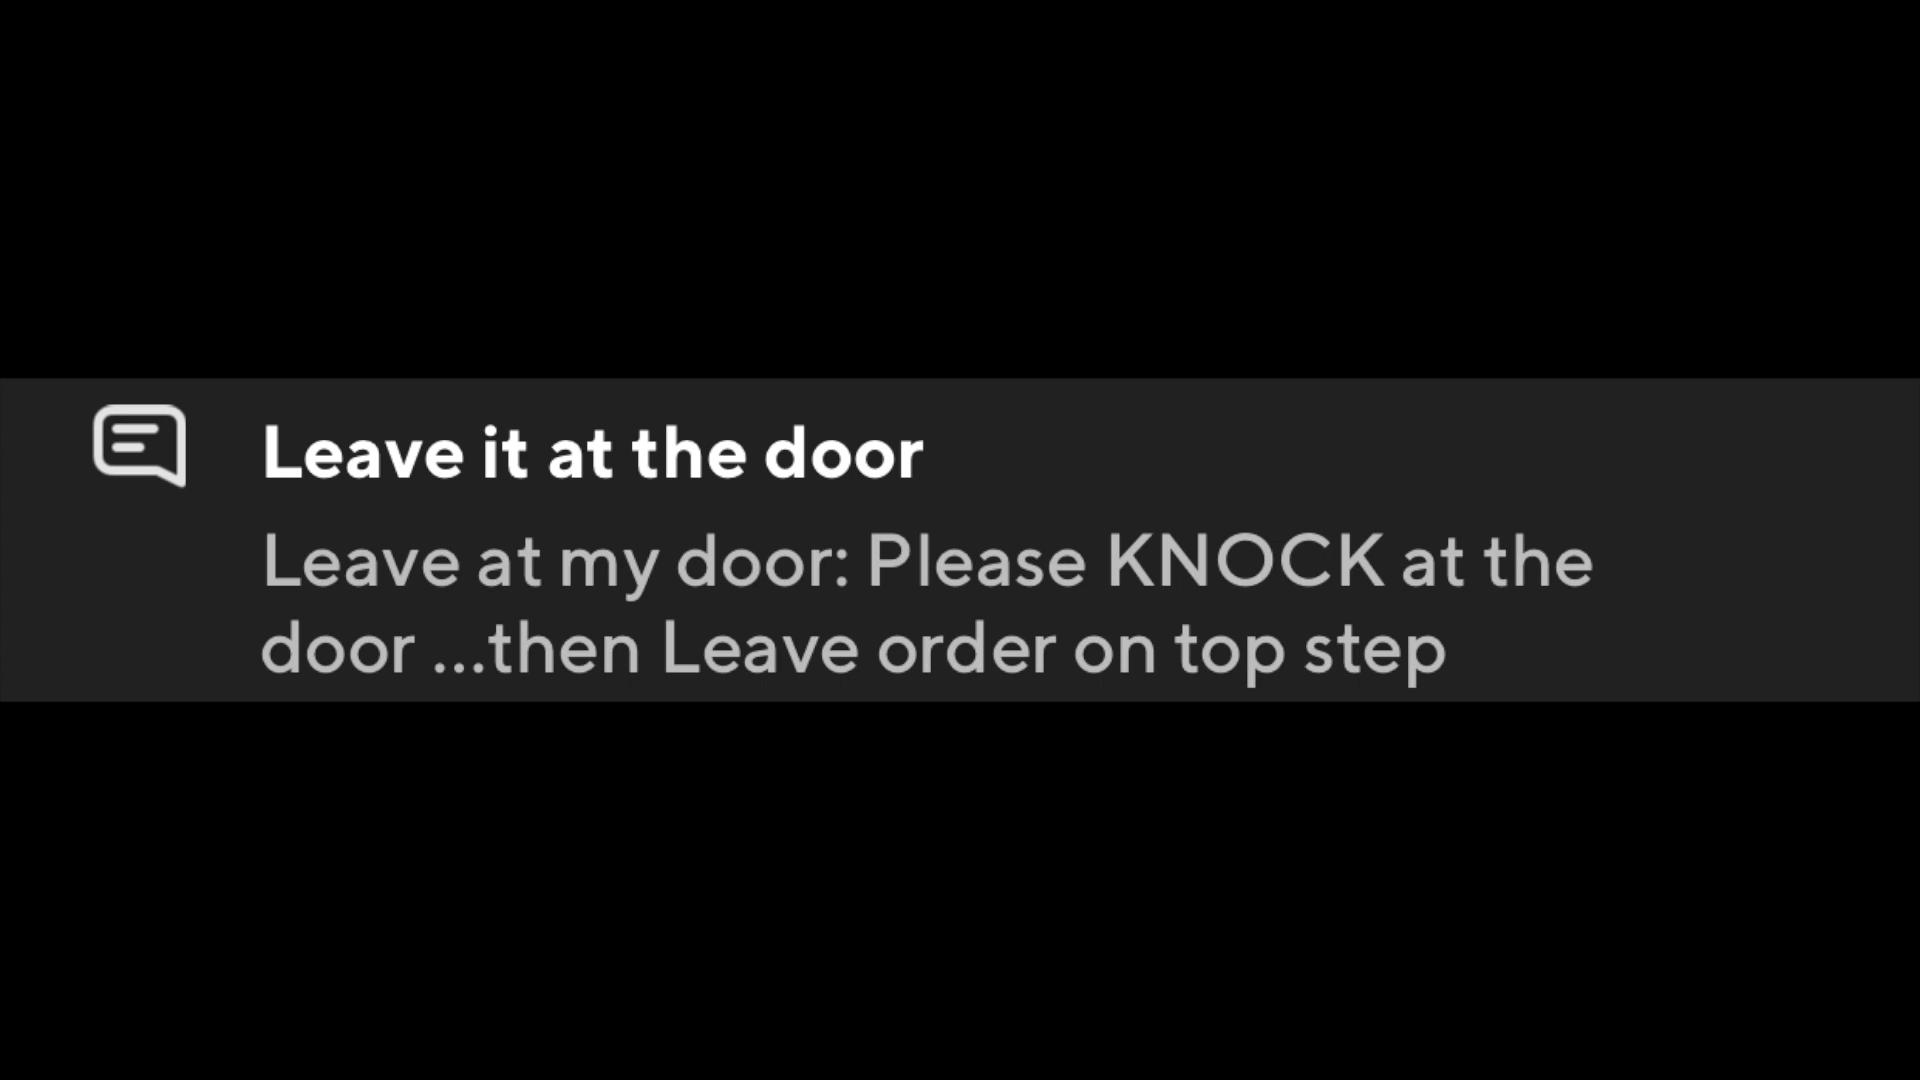 Leave it at the door
Leave at my door: Please KNOCK at the
door ...then Leave order on top step